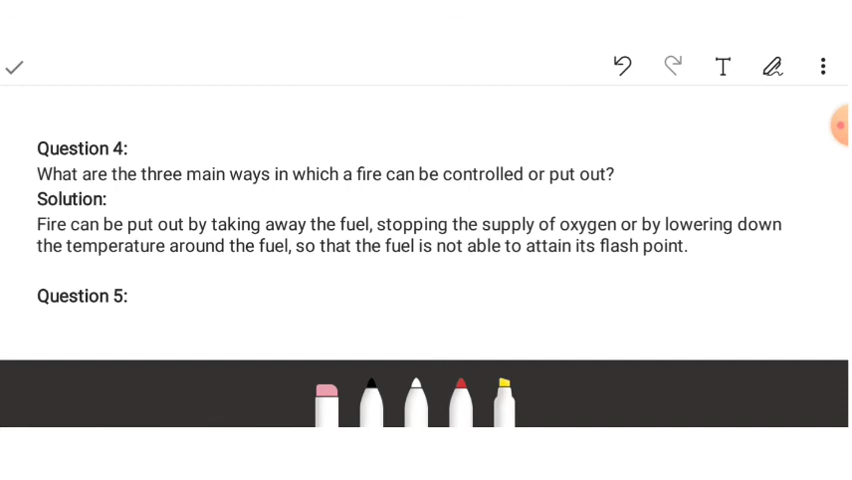 Question 4:
What are the three main ways in which a fire can be controlled or put out?
Solution:
Fire can be put out by taking away the fuel, stopping the supply of oxygen or by lowering down
the temperature around the fuel, so that the fuel is not able to attain its flash point.
Question 5: